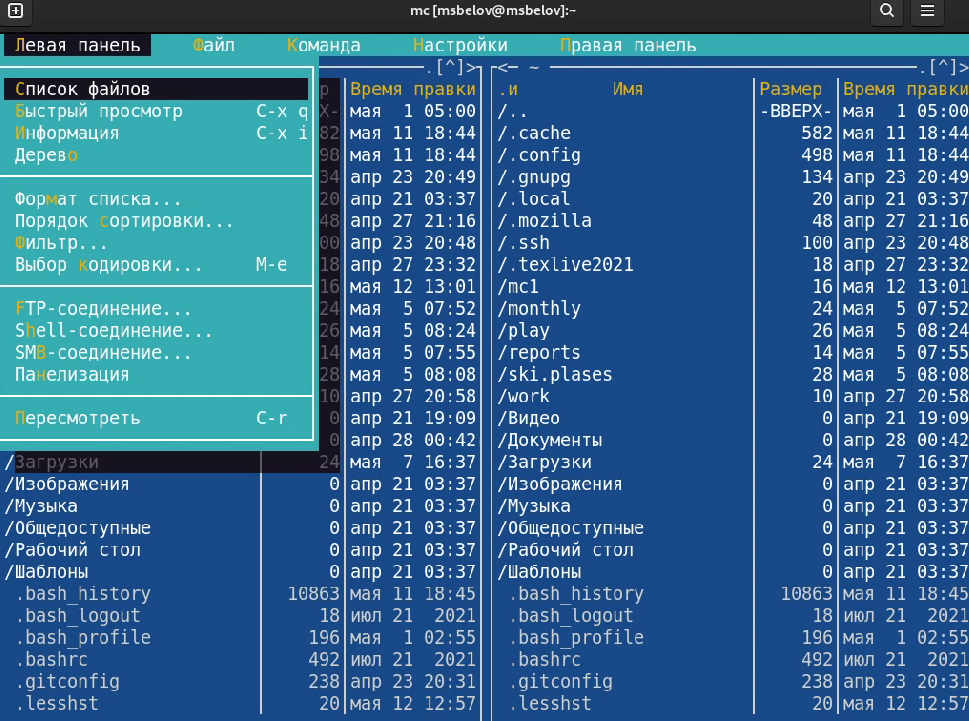 mc [msbelov@msbelov]:~
Левая панель Файл Команда Настройки Правая панель
.[^]> <- ~ .[^]>
Список файлов р Время правки .и Имя Размер Время правки
Быстрый просмотр C-x q X- мая 1 05:00 /.. -ВВЕРХ- мая 1 05:00
Информация C-x i 82 мая 11 18:44 /.cache 582 мая 11 18:44
Дерево 98 мая 11 18:44 /.config 498 мая 11 18:44
34 апр 23 20:49 /.gnupg 134 апр 23 20:49
Формат списка... 20 апр 21 03:37 /.local 20 апр 21 03:37
Порядок сортировки... 48 апр 27 21:16 /.mozilla 48 апр 27 21:16
Фильтр... 00 апр 23 20:48 /.ssh 100 апр 23 20:48
Выбор кодировки... M-e 18 апр 27 23:32 /.texlive2021 18 апр 27 23:32
16 мая 12 13:01 /mc1 16 мая 12 13:01
FTP-соединение... 24 мая 5 07:52 /monthly 24 мая 5 07:52
Shell-соединение... 26 мая 5 08:24 /play 26 мая 5 08:24
SMB-соединение... 14 мая 5 07:55 /reports 14 мая 5 07:55
Панелизация 28 мая 5 08:08 /ski.plases 28 мая 5 08:08
10 апр 27 20:58 /work 10 апр 27 20:58
Пересмотреть C-r 0 апр 21 19:09 /Видео 0 апр 21 19:09
0 апр 28 00:42 /Документы 0 апр 28 00:42
/Загрузки 24 мая 7 16:37 /Загрузки 24 мая 7 16:37
/Изображения 0 апр 21 03:37 /Изображения 0 апр 21 03:37
/Музыка 0 апр 21 03:37 /Музыка 0 апр 21 03:37
/Общедоступные 0 апр 21 03:37 /Общедоступные 0 апр 21 03:37
/Рабочий стол 0 апр 21 03:37 /Рабочий стол 0 апр 21 03:37
/Шаблоны 0 апр 21 03:37 /Шаблоны 0 апр 21 03:37
.bash_history 10863 мая 11 18:45 .bash_history 10863 мая 11 18:45
.bash_logout 18 июл 21 2021 .bash_logout 18 июл 21 2021
.bash_profile 196 мая 1 02:55 .bash_profile 196 мая 1 02:55
.bashrc 492 июл 21 2021 .bashrc 492 июл 21 2021
.gitconfig 238 апр 23 20:31 .gitconfig 238 апр 23 20:31
.lesshst 20 мая 12 12:57 .lesshst 20 мая 12 12:57